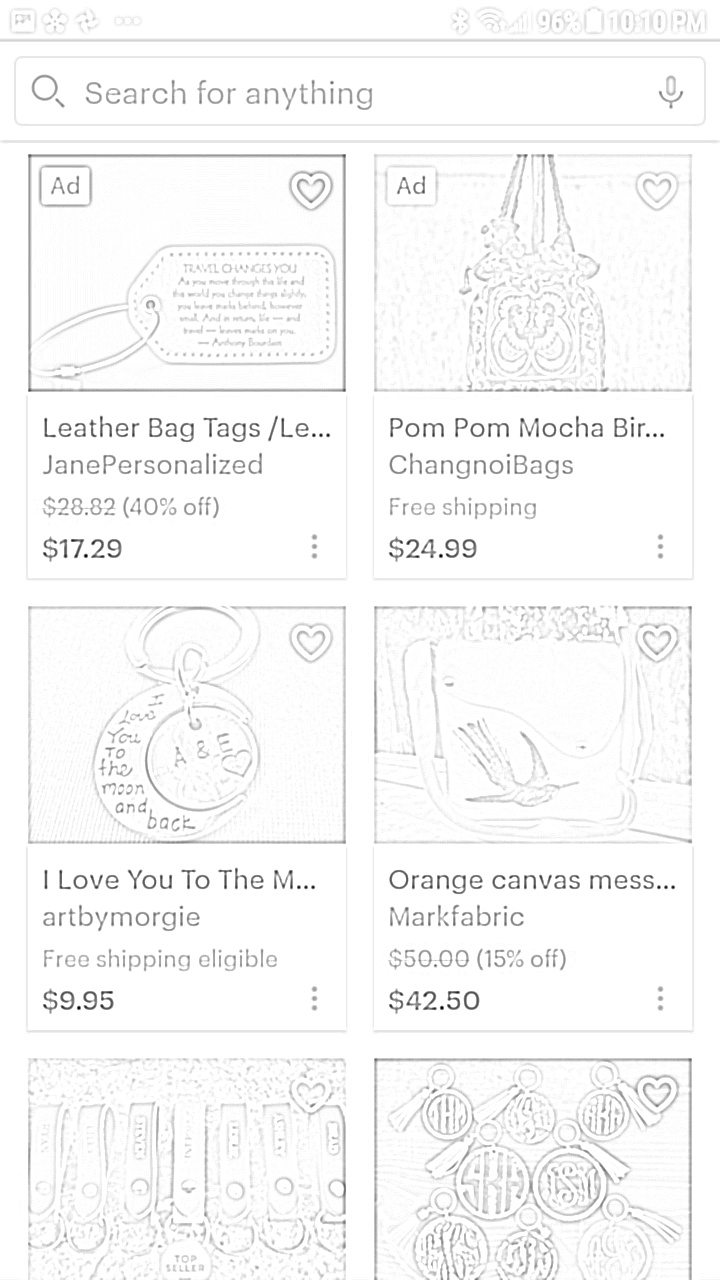 96% 10:10 PM
Search for anything
Ad
TRAVEL CHANGES YOU
As you move through this life and
this world you change things slightly,
you leave marks behind, however
small. And in return, life — and
travel — leaves marks on you.
— Anthony Bourdain
Leather Bag Tags /Le...
JanePersonalized
$28.82 (40% off)
$17.29
Ad
Pom Pom Mocha Bir...
ChangnoiBags
Free shipping
$24.99
I
Love
You
To
the
moon
and
back
A & E
I Love You To The M...
artbymorgie
Free shipping eligible
$9.95
Orange canvas mess...
Markfabric
$50.00 (15% off)
$42.50
TOP
SELLER